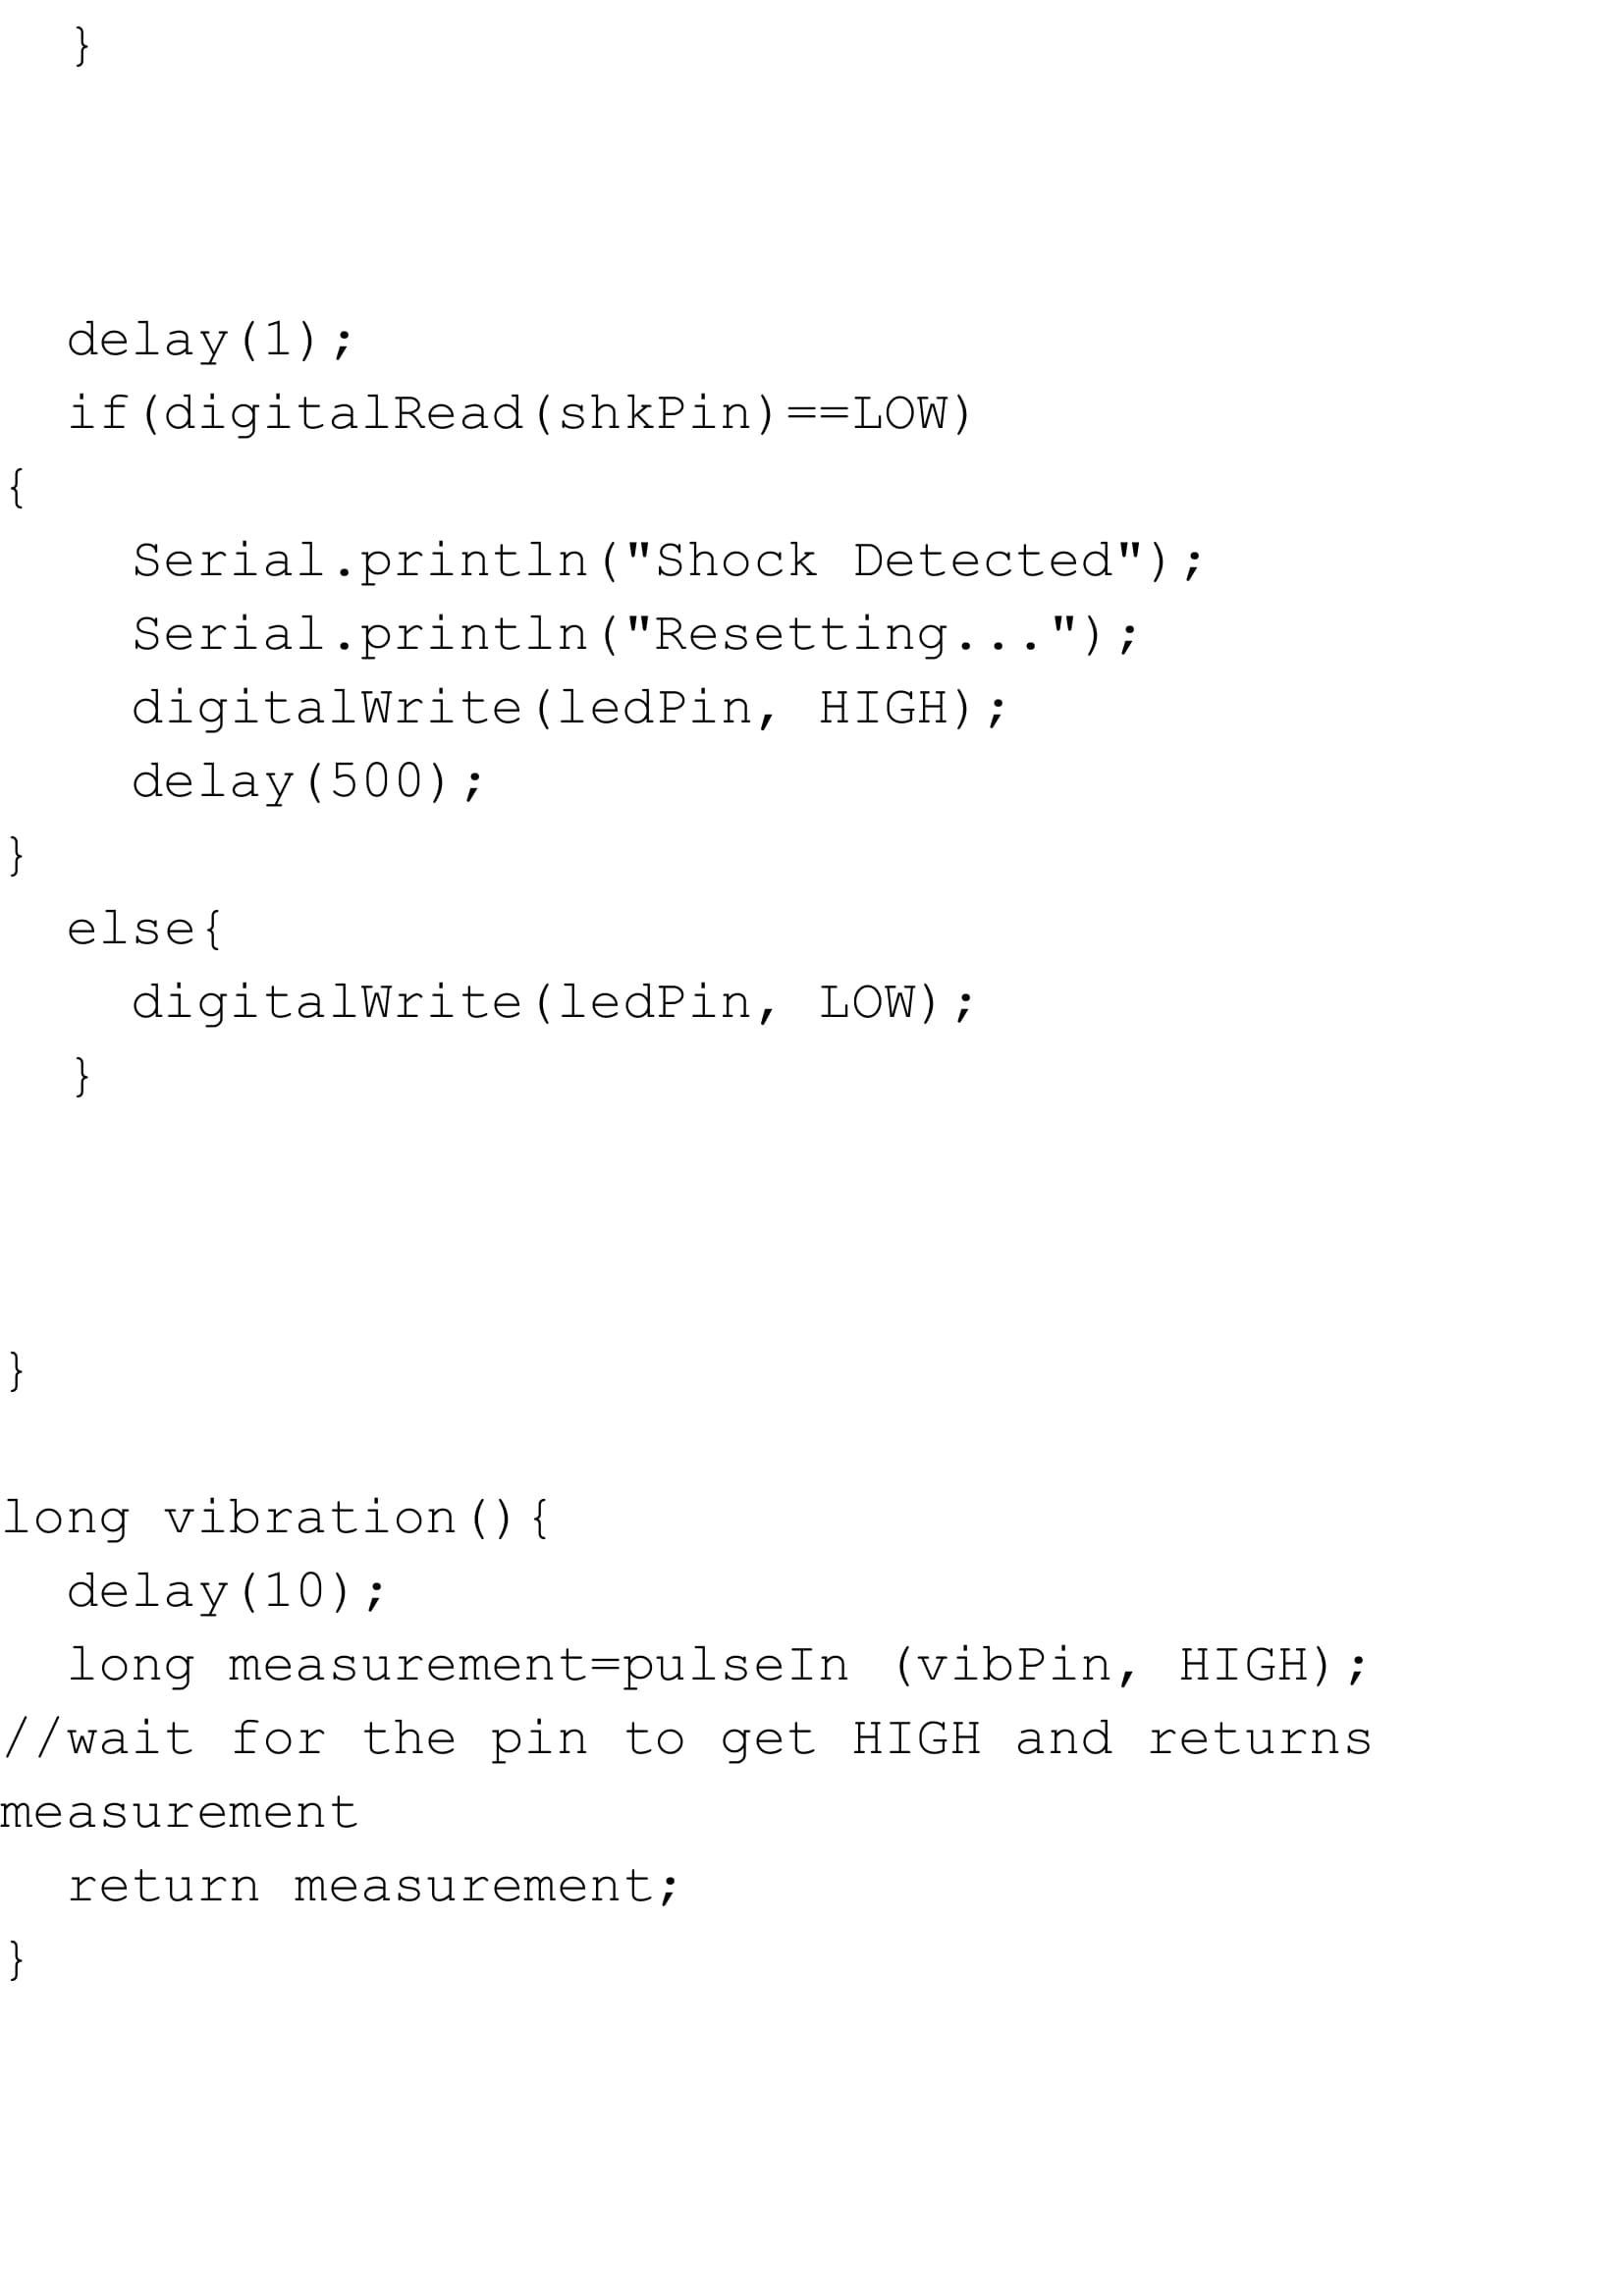 }
delay(1);
if(digitalRead(shkPin)==LOW)
{
Serial.println("Shock Detected");
Serial.println("Resetting...");
digitalWrite(ledPin, HIGH);
delay(500);
}
else{
digitalWrite(ledPin, LOW);
}
}
long vibration(){
delay(10);
long measurement=pulseIn (vibPin, HIGH);
//wait for the pin to get HIGH and returns
measurement
return measurement;
}